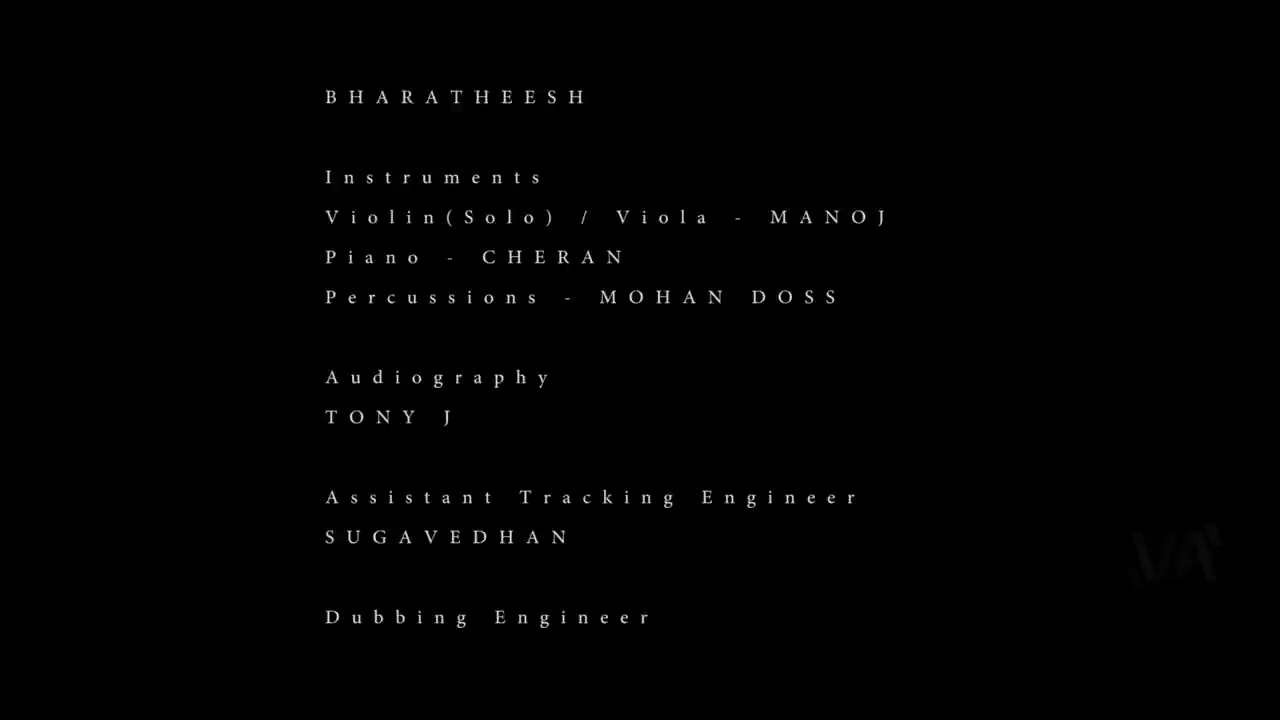 BHARATHEESH
Instruments
Violin(Solo) / Viola - MANOJ
Piano - CHERAN
Percussions - MOHAN DOSS
Audiography
TONY J
Assistant Tracking Engineer
SUGAVEDHAN
Dubbing Engineer
VA